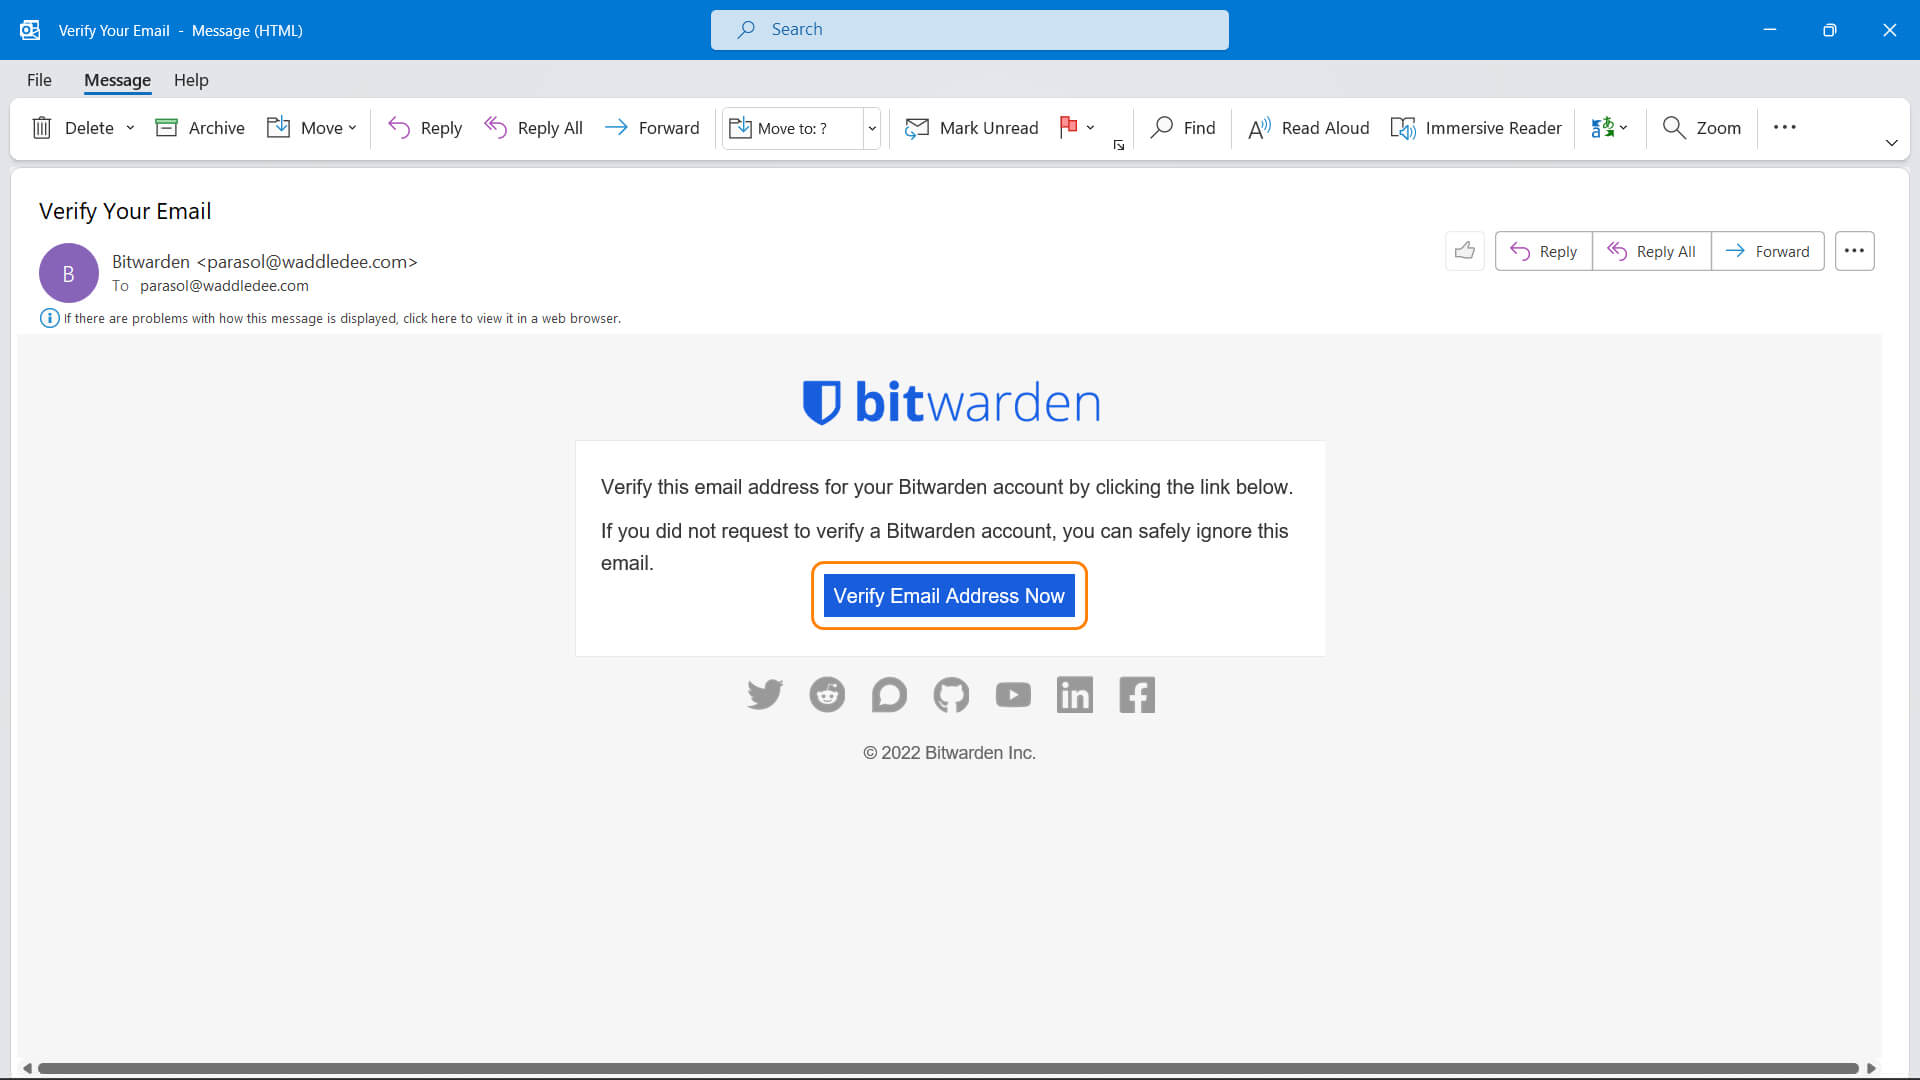 Verify Your Email - Message (HTML)
Search
File Message Help
Delete Archive Move Reply Reply All Forward Move to: ? Mark Unread Find Read Aloud Immersive Reader Zoom
Verify Your Email
B
Bitwarden <parasol@waddledee.com>
To parasol@waddledee.com
Reply Reply All Forward
If there are problems with how this message is displayed, click here to view it in a web browser.
bitwarden
Verify this email address for your Bitwarden account by clicking the link below.
If you did not request to verify a Bitwarden account, you can safely ignore this
email.
Verify Email Address Now
© 2022 Bitwarden Inc.